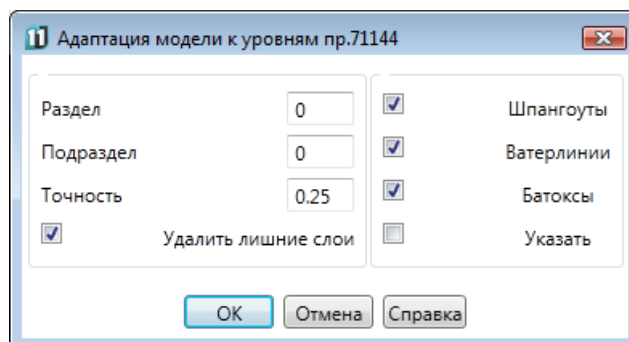 Адаптация модели к уровням пр.71144
Раздел 0
Подраздел 0
Точность 0.25
Удалить лишние слои
Шпангоуты
Ватерлинии
Батоксы
Указать
OK Отмена Справка